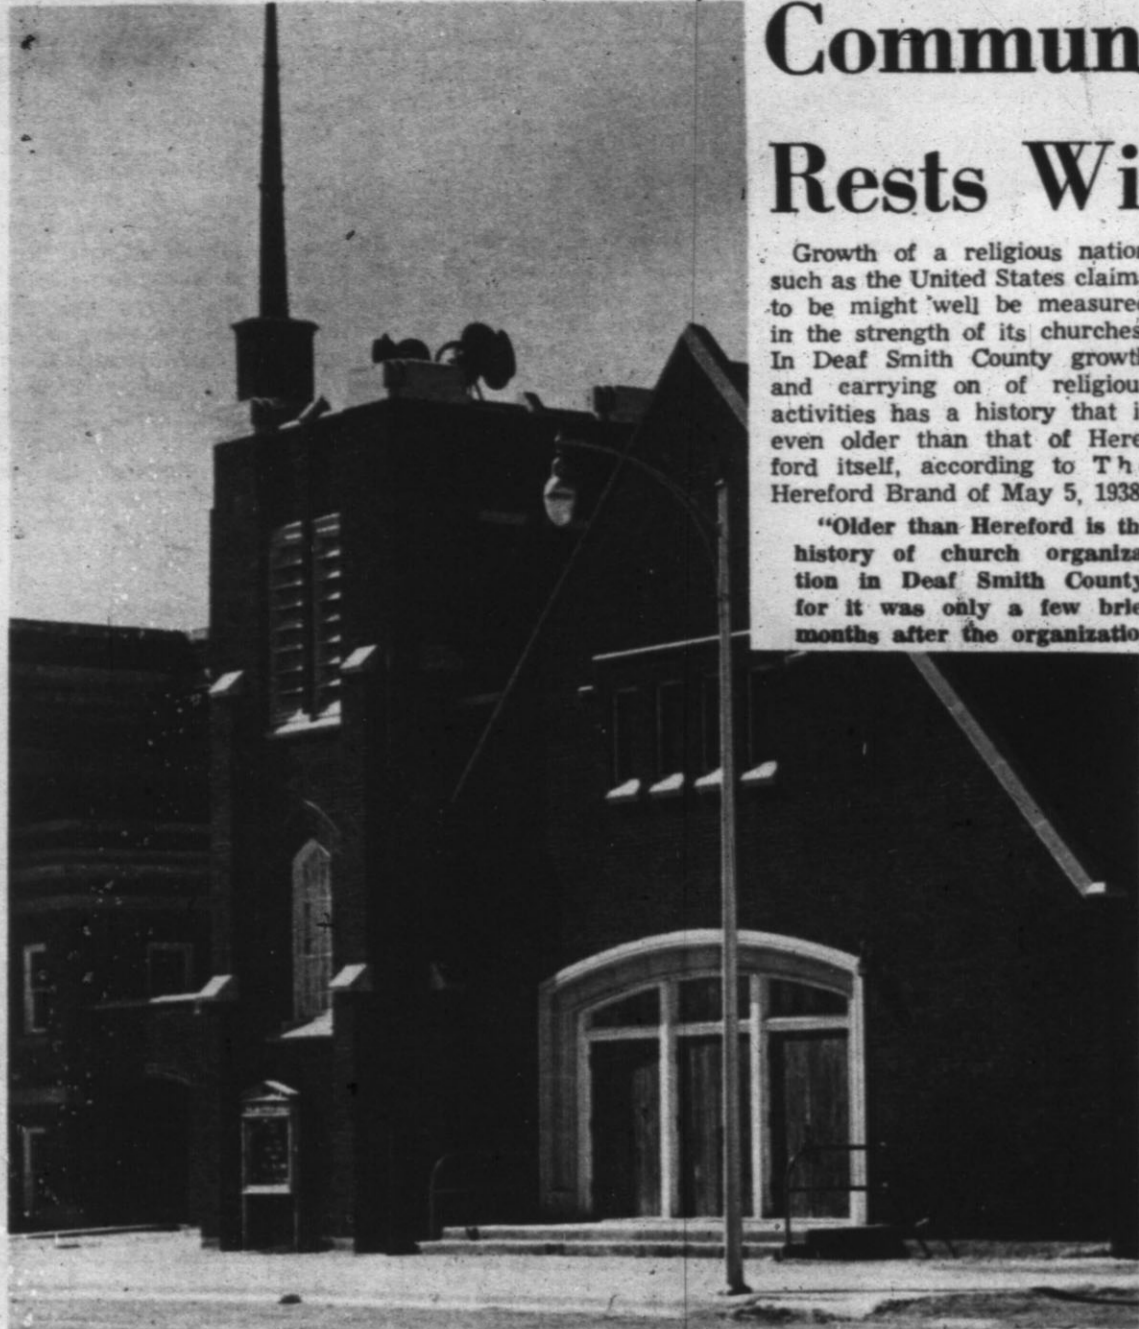 Commun
Rests Wi
Growth of a religious nation
such as the United States claim
to be might well be measured
in the strength of its churches
In Deaf Smith County growth
and carrying on of religiou
activities has a history that i
even older than that of Here
ford itself, according to Th
Hereford Brand of May 5, 1938
"Older than Hereford is th
history of church organiza
tion in Deaf Smith County
for it was only a few brie
months after the organizatio